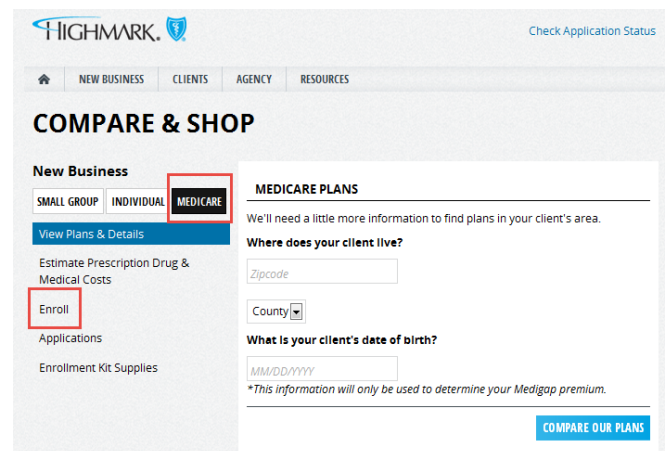 HIGHMARK.
Check Application Status
NEW BUSINESS CLIENTS AGENCY RESOURCES
COMPARE & SHOP
New Business
SMALL GROUP INDIVIDUAL MEDICARE
View Plans & Details
Estimate Prescription Drug &
Medical Costs
Enroll
Applications
Enrollment Kit Supplies
MEDICARE PLANS
We'll need a little more information to find plans in your client's area.
Where does your client live?
Zipcode
County
What is your client's date of birth?
MM/DD/YYYY
*This information will only be used to determine your Medigap premium.
COMPARE OUR PLANS